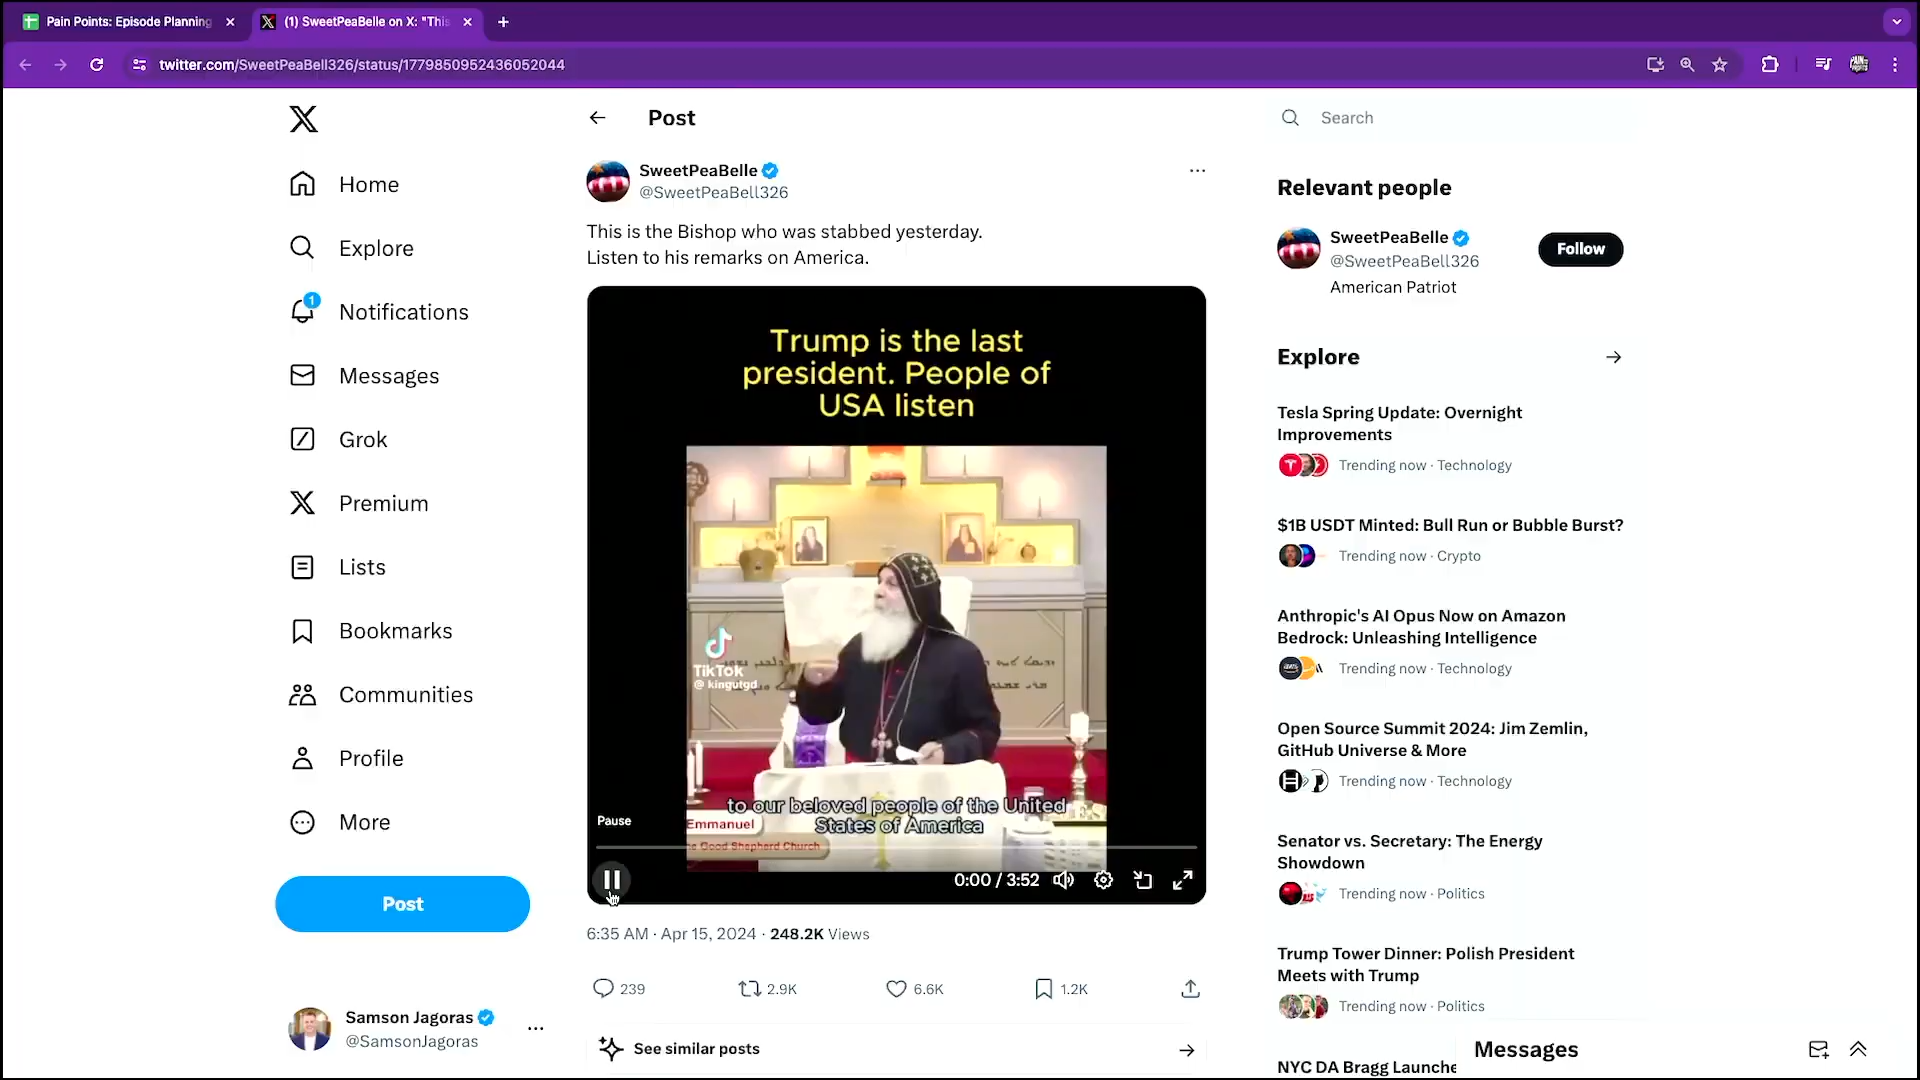 Pain Points: Episode Planning
(1) SweetPeaBelle on X: "This
twitter.com/SweetPeaBell326/status/1779850952436052044
Home
Explore
1
Notifications
Messages
Grok
Premium
Lists
Bookmarks
Communities
Profile
More
Post
Samson Jagoras
@SamsonJagoras
Post
SweetPeaBelle
@SweetPeaBell326
This is the Bishop who was stabbed yesterday.
Listen to his remarks on America.
Trump is the last
president. People of
USA listen
TikTok
@ kingutgd
to our beloved people of the United
States of America
Emmanuel
e Good Shepherd Church
Pause
0:00 / 3:52
6:35 AM · Apr 15, 2024 · 248.2K Views
239
2.9K
6.6K
1.2K
See similar posts
Search
Relevant people
SweetPeaBelle
@SweetPeaBell326
American Patriot
Follow
Explore
Tesla Spring Update: Overnight
Improvements
Trending now · Technology
$1B USDT Minted: Bull Run or Bubble Burst?
Trending now · Crypto
Anthropic's AI Opus Now on Amazon
Bedrock: Unleashing Intelligence
Trending now · Technology
Open Source Summit 2024: Jim Zemlin,
GitHub Universe & More
Trending now · Technology
Senator vs. Secretary: The Energy
Showdown
Trending now · Politics
Trump Tower Dinner: Polish President
Meets with Trump
Trending now · Politics
NYC DA Bragg Launche
Messages